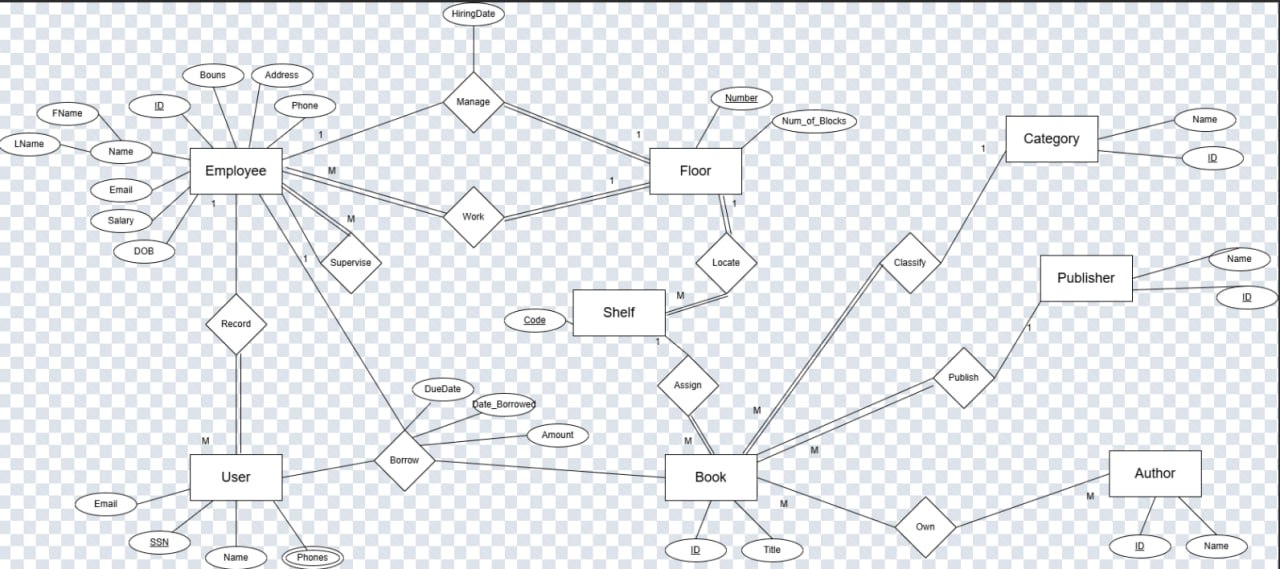 HiringDate
Bouns
Address
ID
Phone
FName
LName
Name
Email
Salary
DOB
Employee
1
M
1
1
M
1
Manage
1
1
Work
Supervise
Number
Num_of_Blocks
Floor
1
Locate
M
Shelf
Code
1
Assign
M
Category
Name
ID
1
Classify
M
Publisher
Name
ID
1
Publish
M
Record
M
DueDate
Date_Borrowed
Amount
Borrow
User
Email
SSN
Name
Phones
Book
ID
Title
M
Own
M
Author
ID
Name